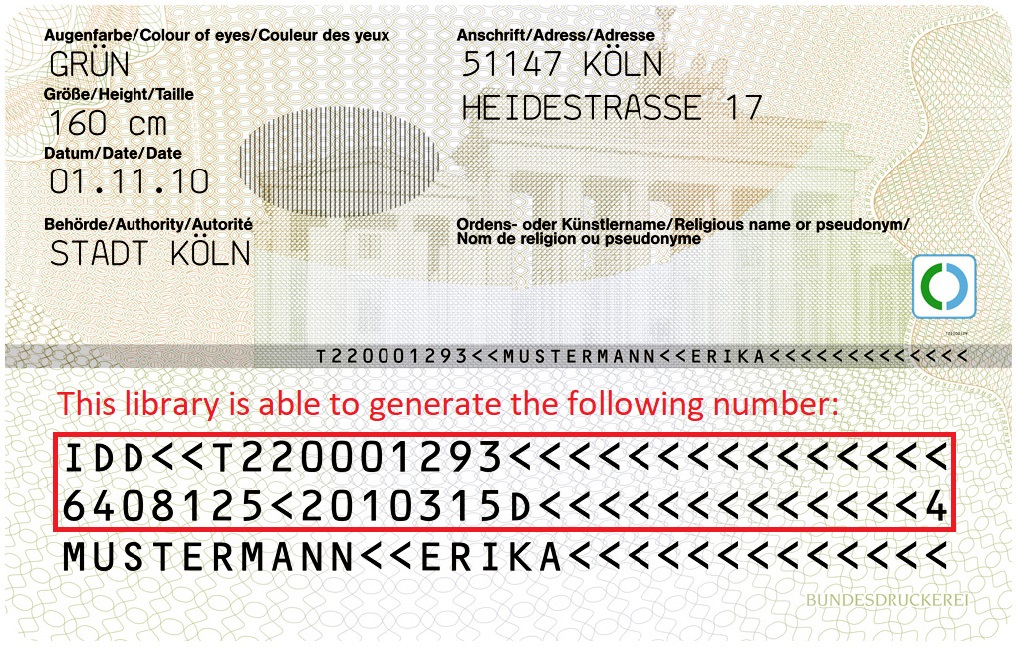 Augenfarbe/Colour of eyes/Couleur des yeux
GRÜN
Größe/Height/Taille
160 cm
Datum/Date/Date
01.11.10
Behörde/Authority/Autorité
STADT KÖLN
Anschrift/Adress/Adresse
51147 KÖLN
HEIDESTRASSE 17
Ordens- oder Künstlername/Religious name or pseudonym/
Nom de religion ou pseudonyme
T220001293<<MUSTERMANN<<ERIKA<<<<<<<<<<<<<
This library is able to generate the following number:
IDD<<T220001293<<<<<<<<<<<<<<<
6408125<2010315D<<<<<<<<<<<<<4
MUSTERMANN<<ERIKA<<<<<<<<<<<<<
BUNDESDRUCKEREI